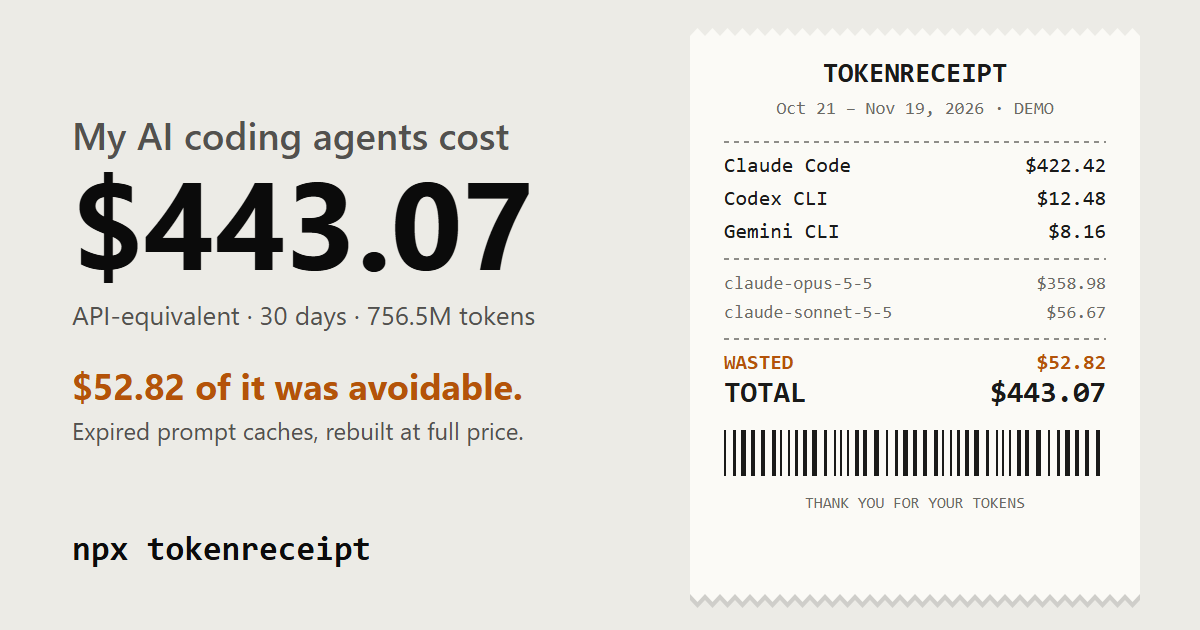 My AI coding agents cost
$443.07
API-equivalent · 30 days · 756.5M tokens
$52.82 of it was avoidable.
Expired prompt caches, rebuilt at full price.
npx tokenreceipt
TOKENRECEIPT
Oct 21 – Nov 19, 2026 · DEMO
Claude Code $422.42
Codex CLI $12.48
Gemini CLI $8.16
claude-opus-5-5 $358.98
claude-sonnet-5-5 $56.67
WASTED $52.82
TOTAL $443.07
THANK YOU FOR YOUR TOKENS